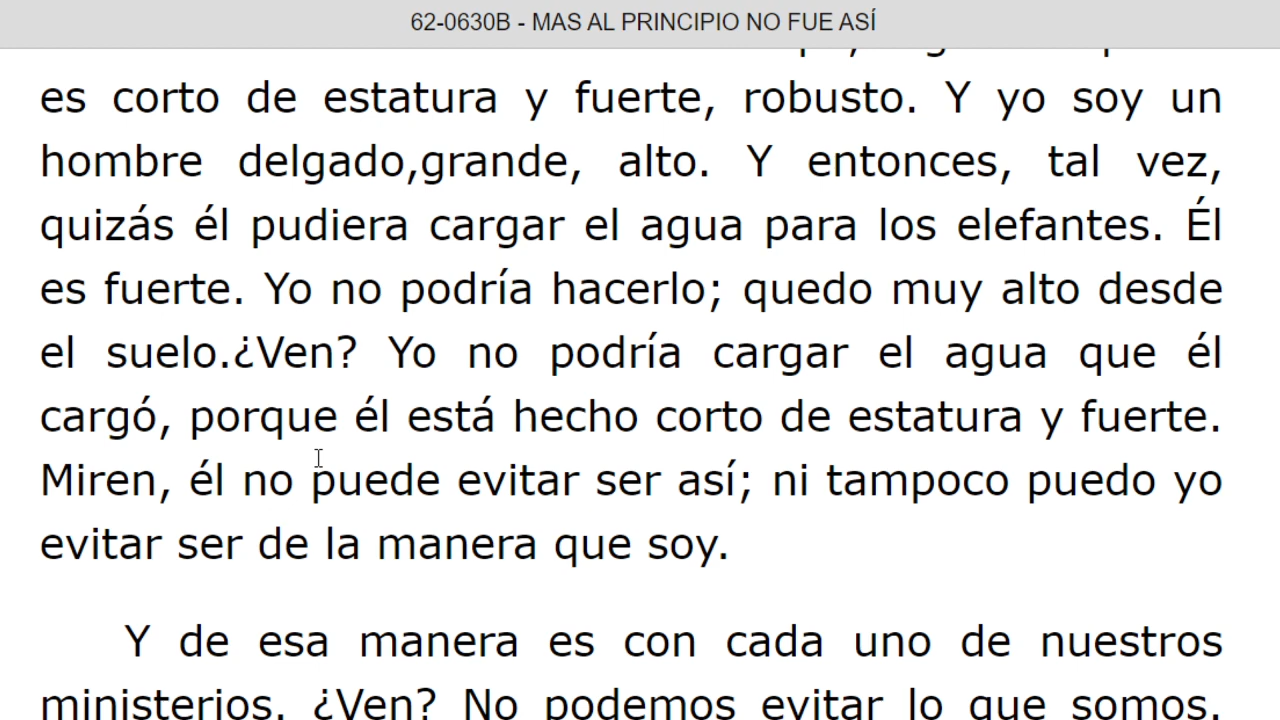 62-0630B - MAS AL PRINCIPIO NO FUE ASÍ
es corto de estatura y fuerte, robusto. Y yo soy un
hombre delgado,grande, alto. Y entonces, tal vez,
quizás él pudiera cargar el agua para los elefantes. Él
es fuerte. Yo no podría hacerlo; quedo muy alto desde
el suelo.¿Ven? Yo no podría cargar el agua que él
cargó, porque él está hecho corto de estatura y fuerte.
Miren, él no puede evitar ser así; ni tampoco puedo yo
evitar ser de la manera que soy.
Y de esa manera es con cada uno de nuestros
ministerios. ¿Ven? No podemos evitar lo que somos.